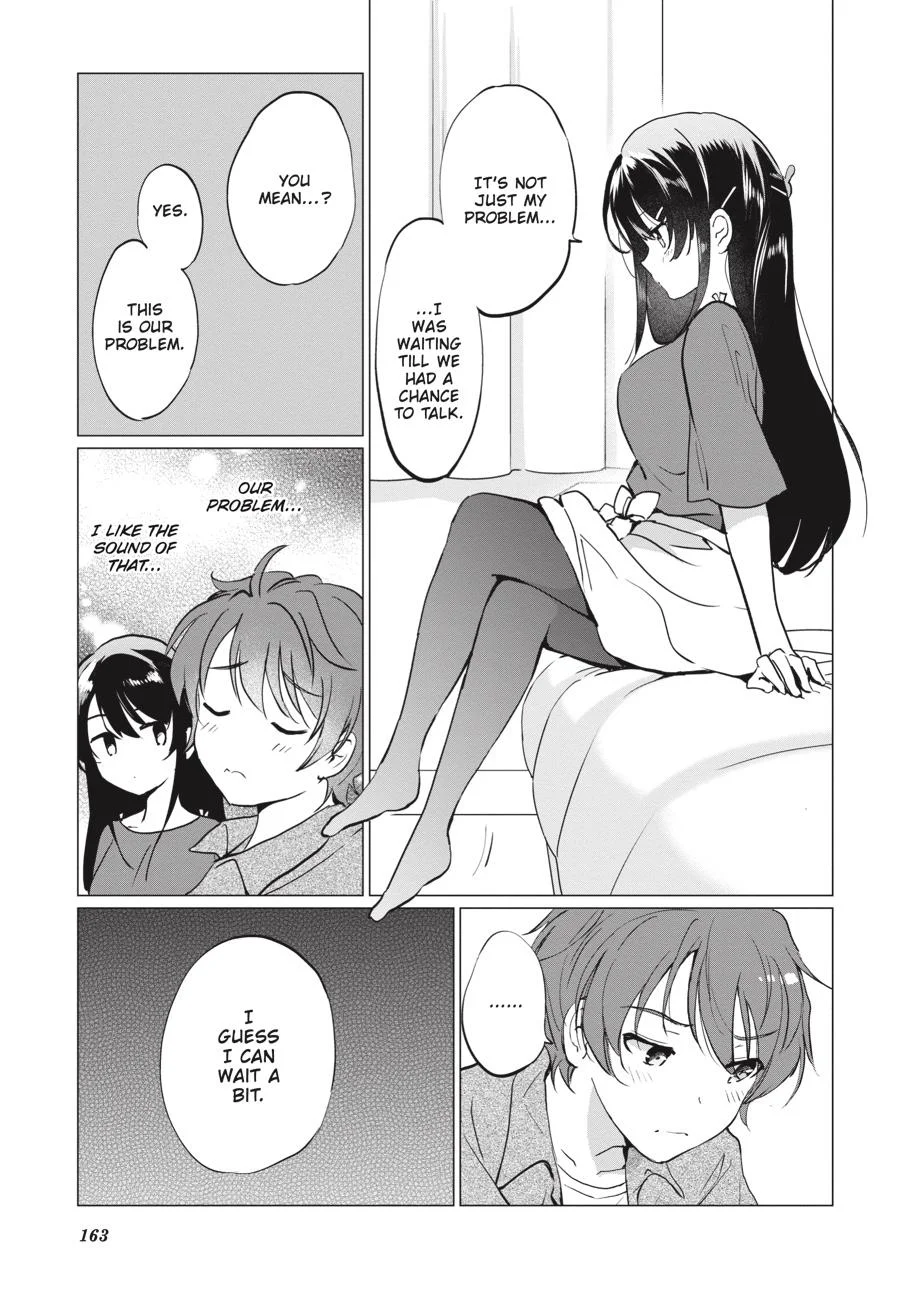 IT'S NOT
JUST MY
PROBLEM...
...I
WAS
WAITING
TILL WE
HAD A
CHANCE
TO TALK.
YOU
MEAN...?
YES.
THIS
IS OUR
PROBLEM.
OUR
PROBLEM...
I LIKE THE
SOUND OF
THAT...
......
I
GUESS
I CAN
WAIT A
BIT.
163